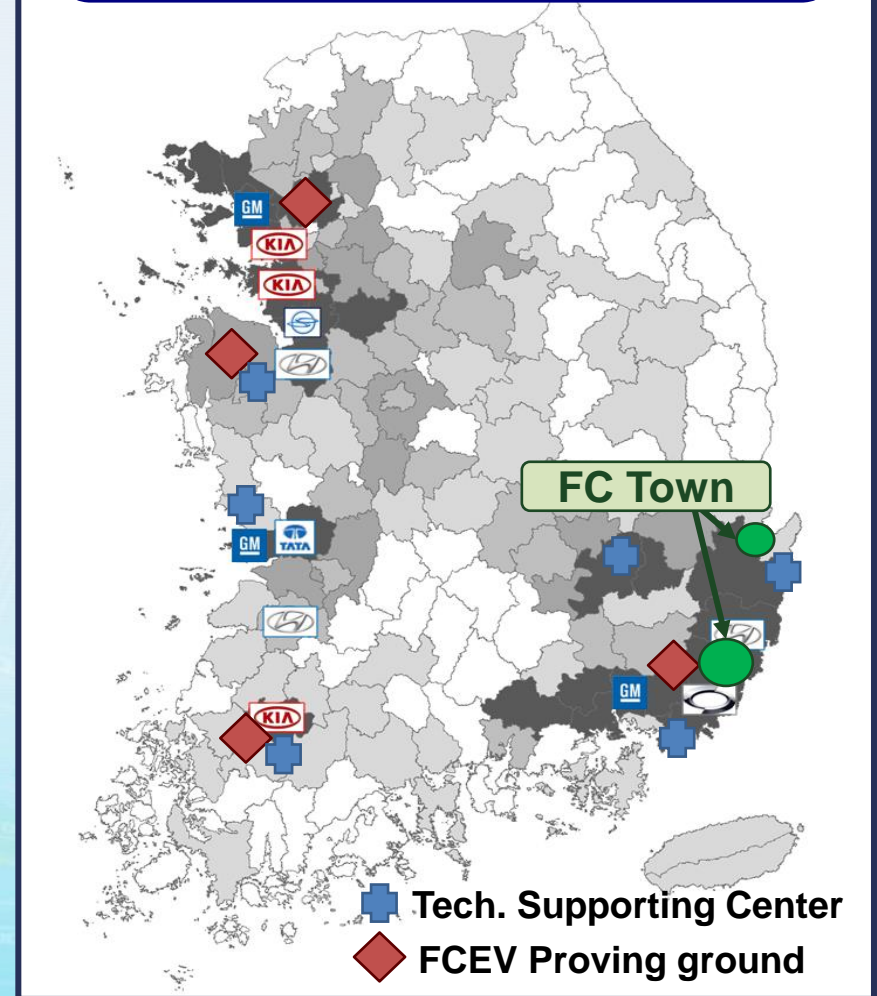 GM
KIA
KIA
FC Town
GM
TATA
GM
KIA
Tech. Supporting Center
FCEV Proving ground